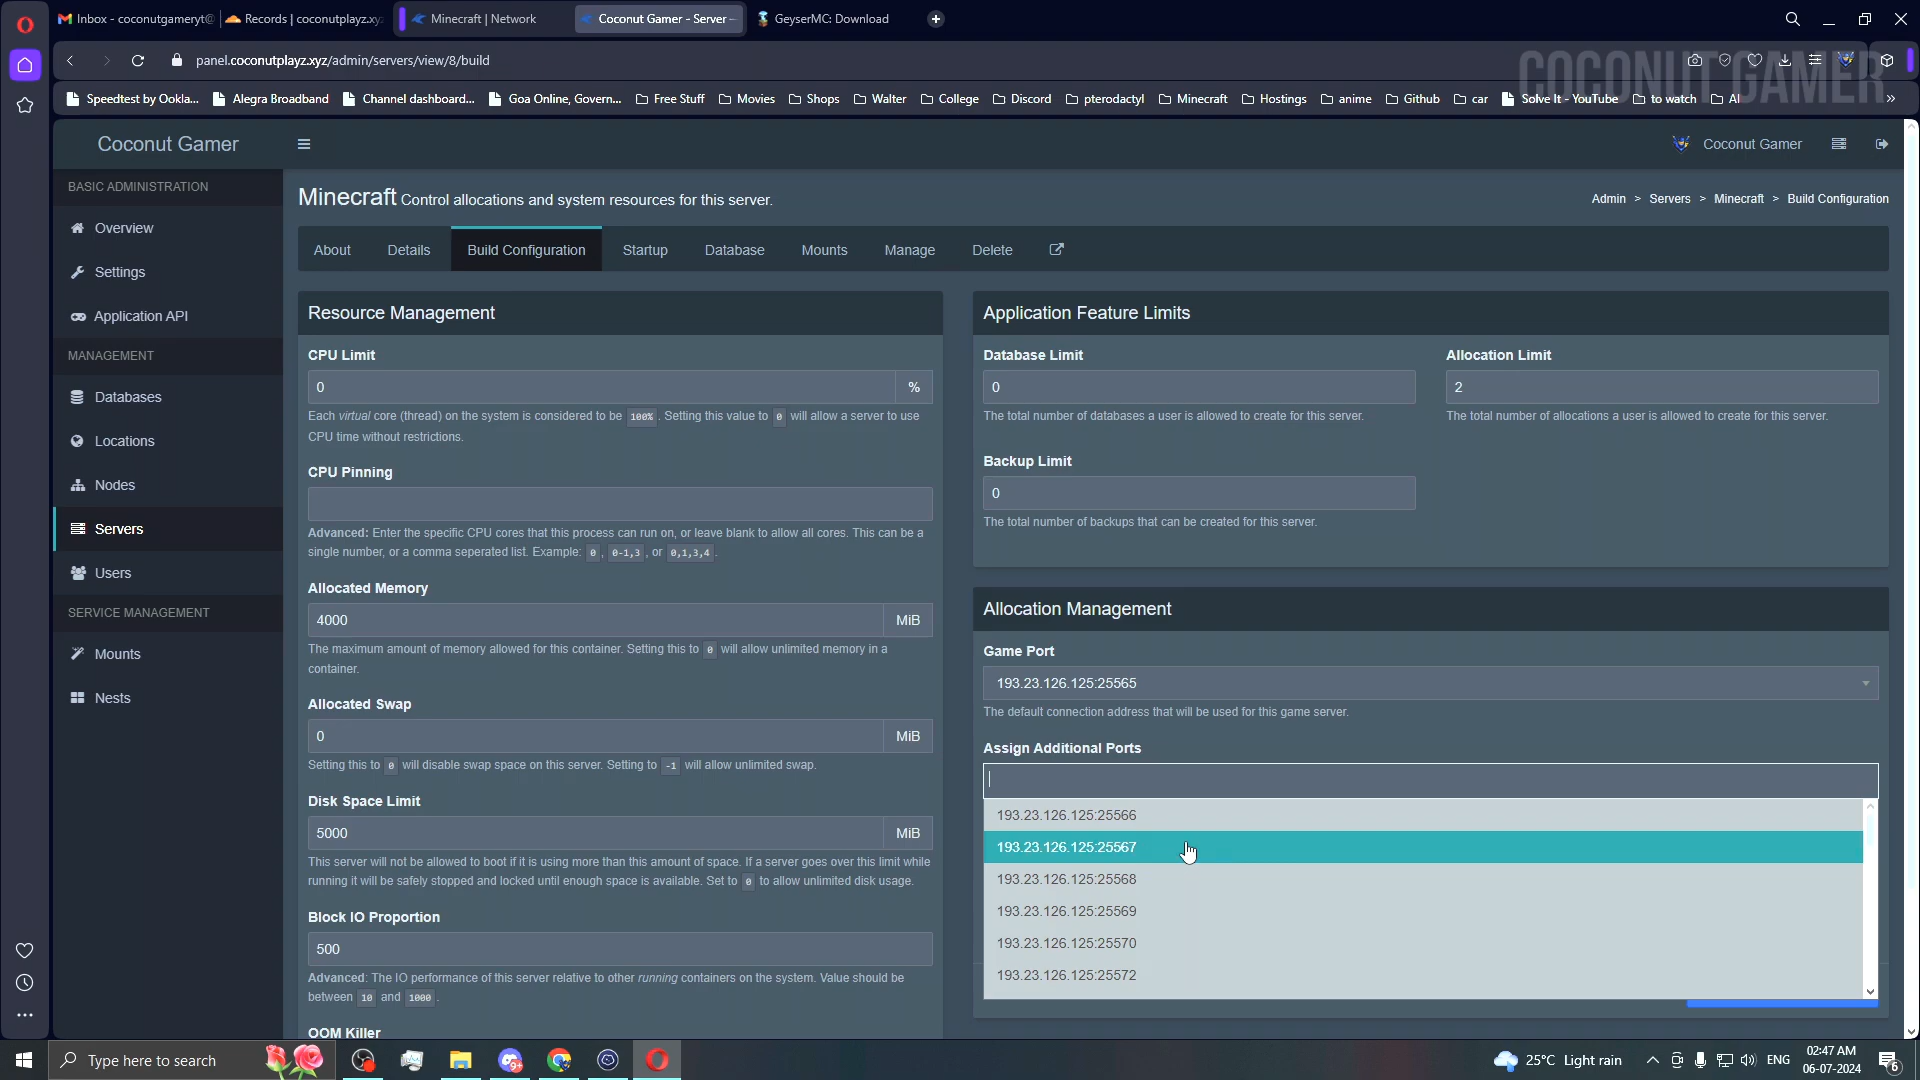 Inbox - coconutgameryt@
Records | coconutplayz.xyz
Minecraft | Network
Coconut Gamer - Server -
GeyserMC: Download
panel.coconutplayz.xyz/admin/servers/view/8/build
COCONUT GAMER
Speedtest by Ookla...
Alegra Broadband
Channel dashboard...
Goa Online, Govern...
Free Stuff
Movies
Shops
Walter
College
Discord
pterodactyl
Minecraft
Hostings
anime
Github
car
Solve It - YouTube
to watch
AI
»
Coconut Gamer
Coconut Gamer
BASIC ADMINISTRATION
Overview
Settings
Application API
MANAGEMENT
Databases
Locations
Nodes
Servers
Users
SERVICE MANAGEMENT
Mounts
Nests
Minecraft Control allocations and system resources for this server.
Admin > Servers > Minecraft > Build Configuration
About
Details
Build Configuration
Startup
Database
Mounts
Manage
Delete
Resource Management
CPU Limit
0
%
Each virtual core (thread) on the system is considered to be 100% . Setting this value to 0 will allow a server to use
CPU time without restrictions.
CPU Pinning
Advanced: Enter the specific CPU cores that this process can run on, or leave blank to allow all cores. This can be a
single number, or a comma seperated list. Example: 0 , 0-1,3 , or 0,1,3,4 .
Allocated Memory
4000
MiB
The maximum amount of memory allowed for this container. Setting this to 0 will allow unlimited memory in a
container.
Allocated Swap
0
MiB
Setting this to 0 will disable swap space on this server. Setting to -1 will allow unlimited swap.
Disk Space Limit
5000
MiB
This server will not be allowed to boot if it is using more than this amount of space. If a server goes over this limit while
running it will be safely stopped and locked until enough space is available. Set to 0 to allow unlimited disk usage.
Block IO Proportion
500
Advanced: The IO performance of this server relative to other running containers on the system. Value should be
between 10 and 1000 .
OOM Killer
Application Feature Limits
Database Limit
0
The total number of databases a user is allowed to create for this server.
Allocation Limit
2
The total number of allocations a user is allowed to create for this server.
Backup Limit
0
The total number of backups that can be created for this server.
Allocation Management
Game Port
193.23.126.125:25565
The default connection address that will be used for this game server.
Assign Additional Ports
193.23.126.125:25566
193.23.126.125:25567
193.23.126.125:25568
193.23.126.125:25569
193.23.126.125:25570
193.23.126.125:25572
Type here to search
9+
25°C Light rain
ENG
02:47 AM
06-07-2024
6